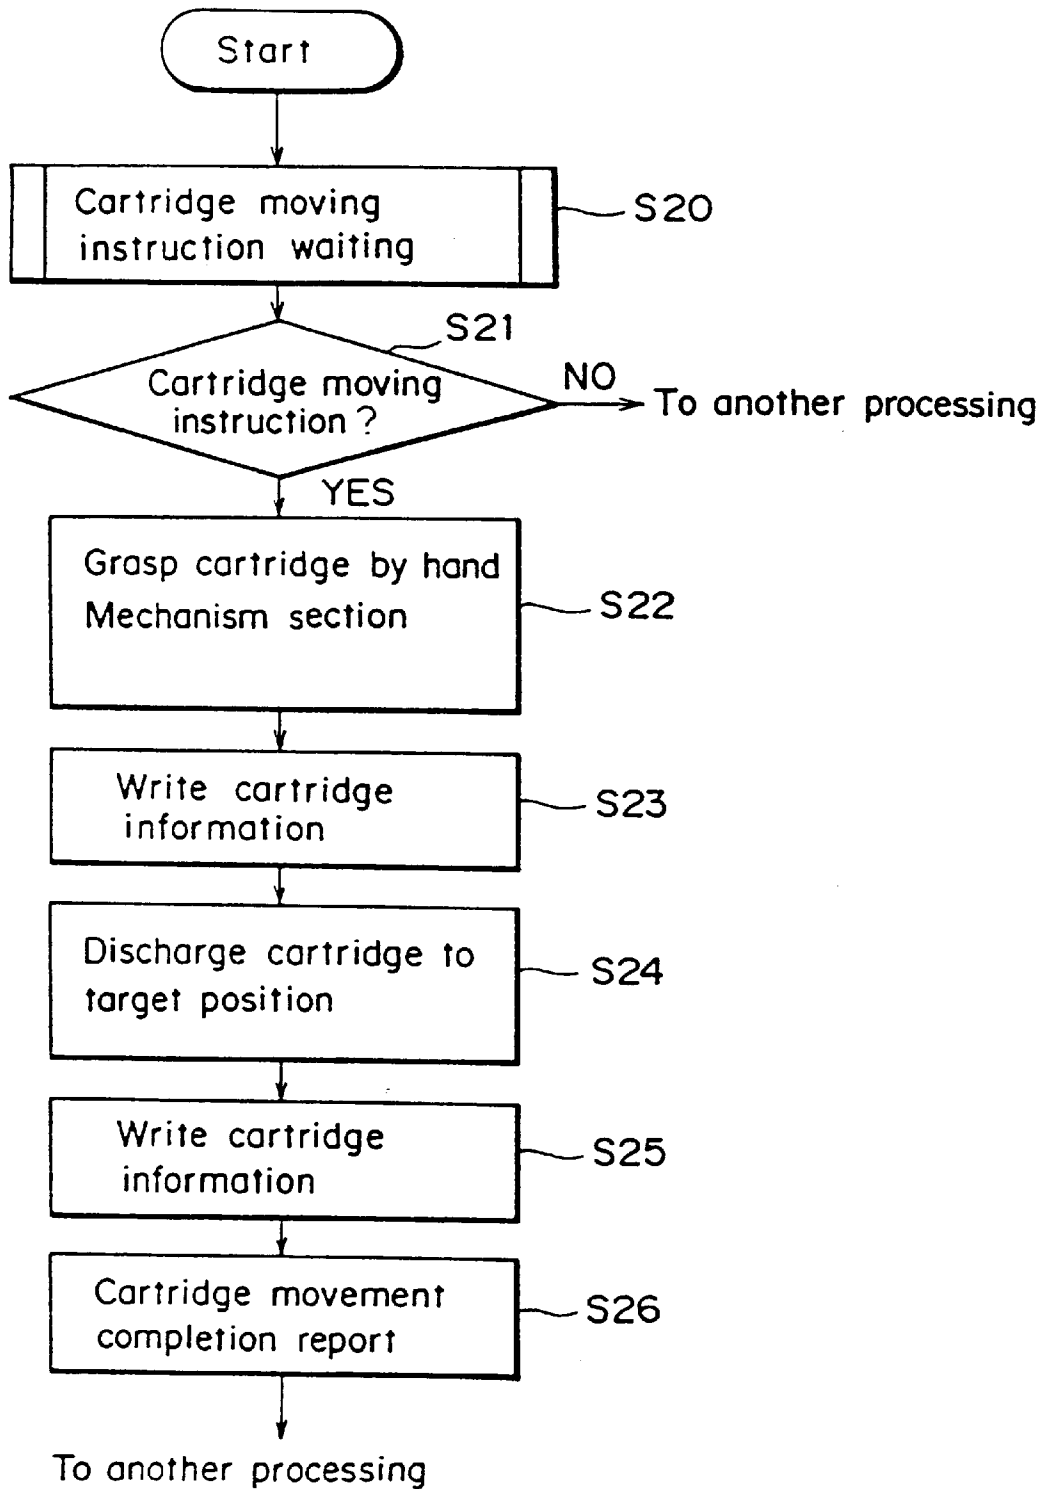 Start
Cartridge moving
instruction waiting
S20
S21
Cartridge moving
instruction?
NO
To another processing
YES
Grasp cartridge by hand
Mechanism section
S22
Write cartridge
information
S23
Discharge cartridge to
target position
S24
Write cartridge
information
S25
Cartridge movement
completion report
S26
To another processing